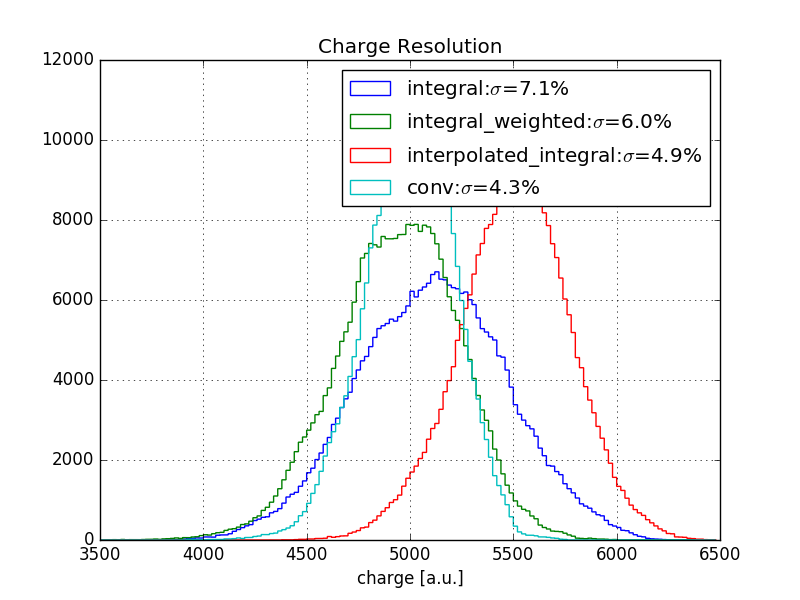 Charge Resolution
12000
10000
8000
6000
4000
2000
0
integral:σ=7.1%
integral_weighted:σ=6.0%
interpolated_integral:σ=4.9%
conv:σ=4.3%
3500 4000 4500 5000 5500 6000 6500
charge [a.u.]